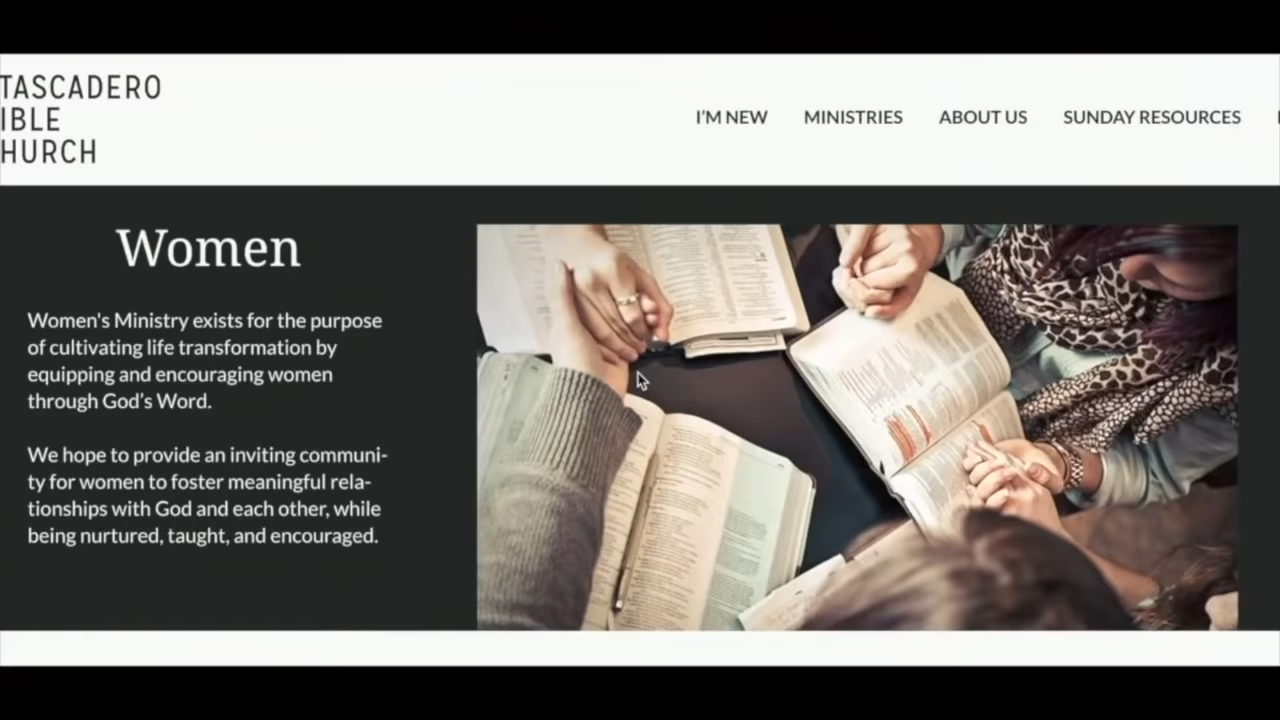 TASCADERO
IBLE
HURCH
I'M NEW MINISTRIES ABOUT US SUNDAY RESOURCES
Women
Women's Ministry exists for the purpose
of cultivating life transformation by
equipping and encouraging women
through God's Word.
We hope to provide an inviting communi-
ty for women to foster meaningful rela-
tionships with God and each other, while
being nurtured, taught, and encouraged.